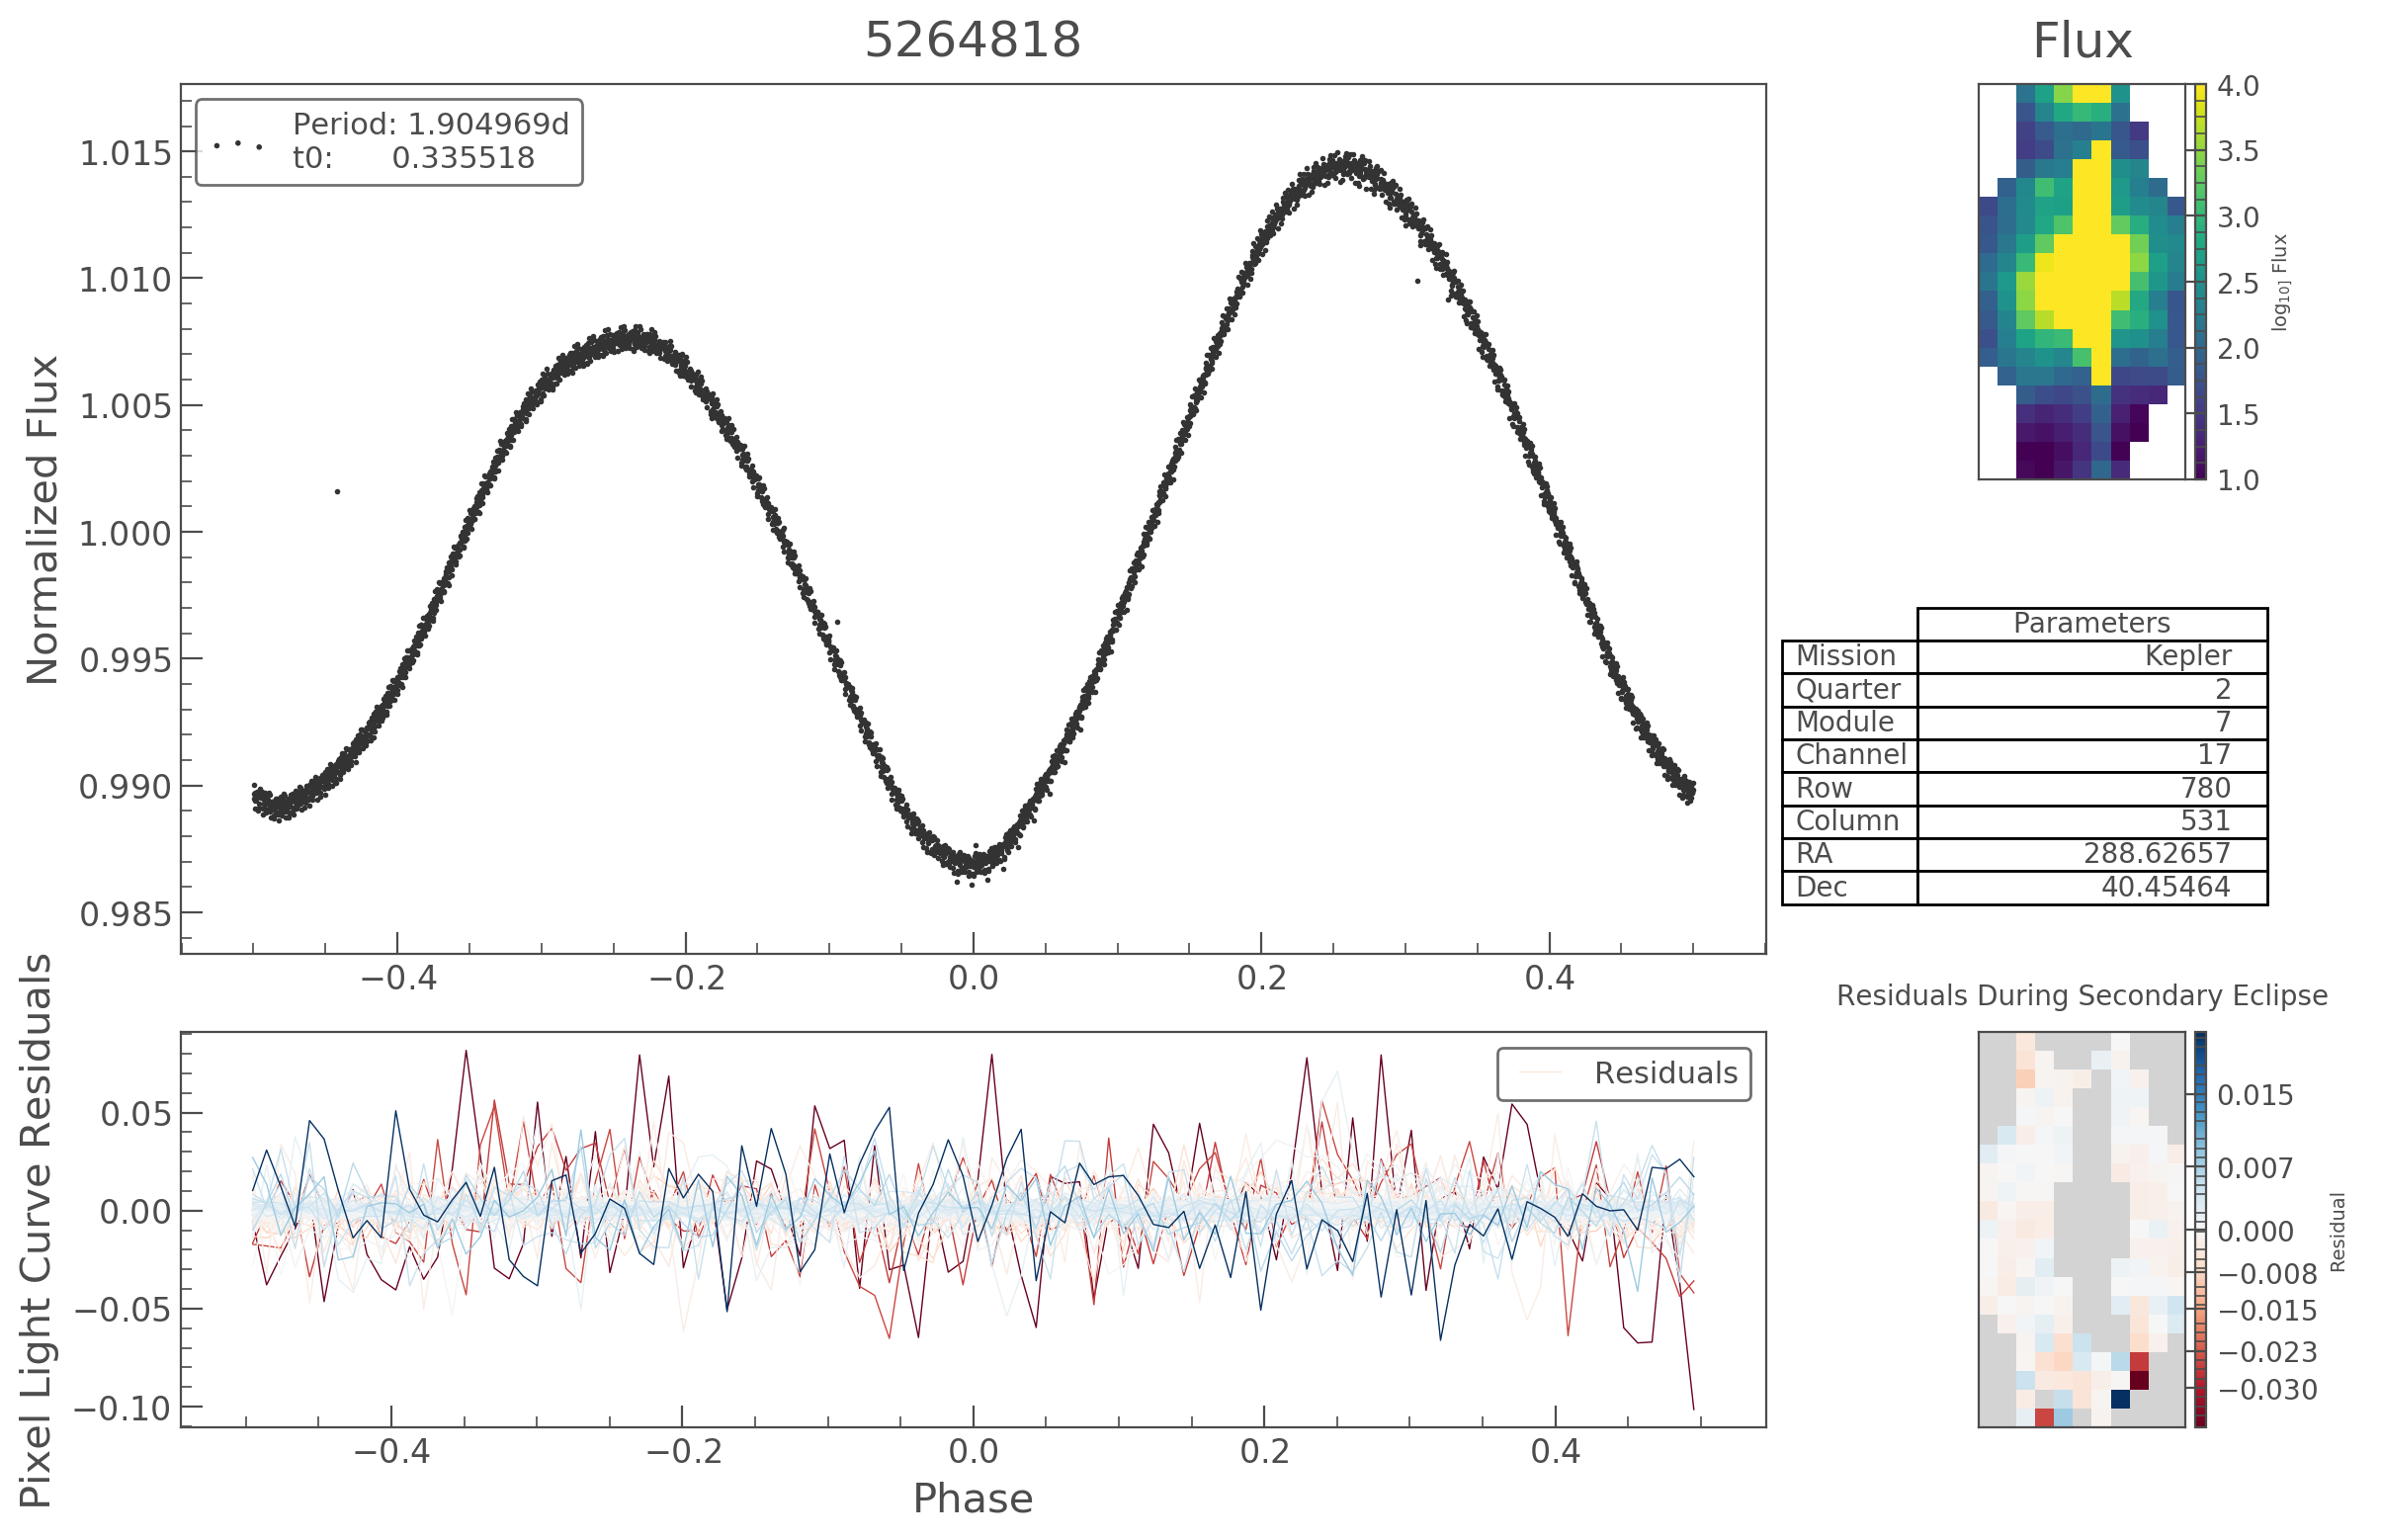 5264818
Flux
Period: 1.904969d
t0: 0.335518
1.015
1.010
1.005
1.000
0.995
0.990
0.985
Normalized Flux
−0.4
−0.2
0.0
0.2
0.4
4.0
3.5
3.0
2.5
2.0
1.5
1.0
log₁₀] Flux
Parameters
Mission Kepler
Quarter 2
Module 7
Channel 17
Row 780
Column 531
RA 288.62657
Dec 40.45464
Residuals During Secondary Eclipse
Residuals
0.05
0.00
−0.05
−0.10
Pixel Light Curve Residuals
−0.4
−0.2
0.0
0.2
0.4
Phase
0.015
0.007
0.000
−0.008
−0.015
−0.023
−0.030
Residual